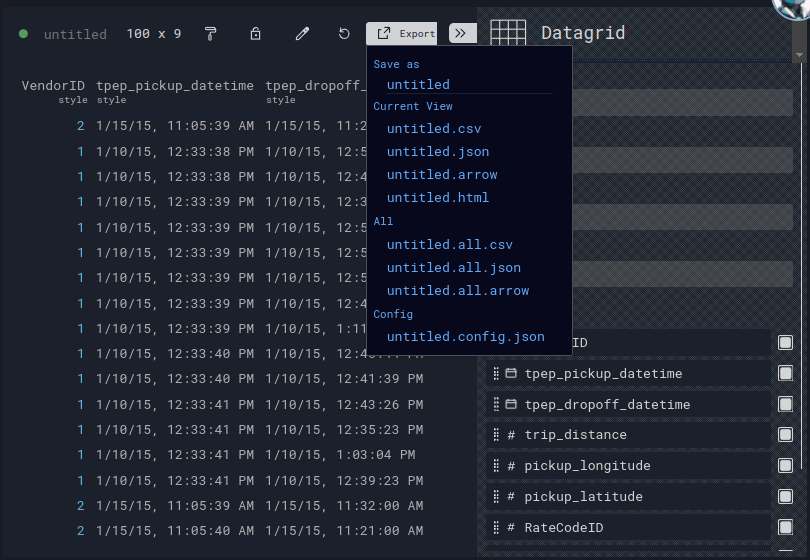 untitled 100 x 9 Export Datagrid
VendorID tpep_pickup_datetime tpep_dropoff_
style style style
2 1/15/15, 11:05:39 AM 1/15/15, 11:2
1 1/10/15, 12:33:38 PM 1/10/15, 12:5
1 1/10/15, 12:33:38 PM 1/10/15, 12:4
1 1/10/15, 12:33:39 PM 1/10/15, 12:3
1 1/10/15, 12:33:39 PM 1/10/15, 12:5
1 1/10/15, 12:33:39 PM 1/10/15, 12:5
1 1/10/15, 12:33:39 PM 1/10/15, 12:5
1 1/10/15, 12:33:39 PM 1/10/15, 12:4
1 1/10/15, 12:33:39 PM 1/10/15, 1:11
1 1/10/15, 12:33:40 PM 1/10/15,
1 1/10/15, 12:33:40 PM 1/10/15, 12:41:39 PM
1 1/10/15, 12:33:41 PM 1/10/15, 12:43:26 PM
1 1/10/15, 12:33:41 PM 1/10/15, 12:35:23 PM
1 1/10/15, 12:33:41 PM 1/10/15, 1:03:04 PM
1 1/10/15, 12:33:41 PM 1/10/15, 12:39:23 PM
2 1/15/15, 11:05:39 AM 1/15/15, 11:32:00 AM
2 1/15/15, 11:05:40 AM 1/15/15, 11:21:00 AM
Save as
untitled
Current View
untitled.csv
untitled.json
untitled.arrow
untitled.html
All
untitled.all.csv
untitled.all.json
untitled.all.arrow
Config
untitled.config.json
ID
tpep_pickup_datetime
tpep_dropoff_datetime
# trip_distance
# pickup_longitude
# pickup_latitude
# RateCodeID